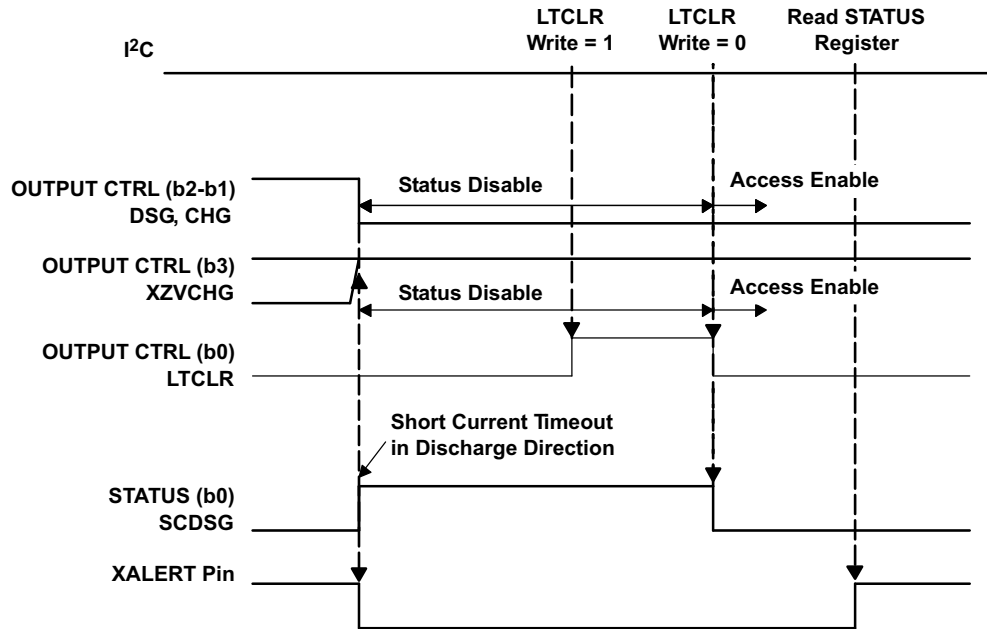 LTCLR
Write = 1
LTCLR
Write = 0
Read STATUS
Register
I²C
OUTPUT CTRL (b2-b1)
DSG, CHG
Status Disable
Access Enable
OUTPUT CTRL (b3)
XZVCHG
Status Disable
Access Enable
OUTPUT CTRL (b0)
LTCLR
Short Current Timeout
in Discharge Direction
STATUS (b0)
SCDSG
XALERT Pin